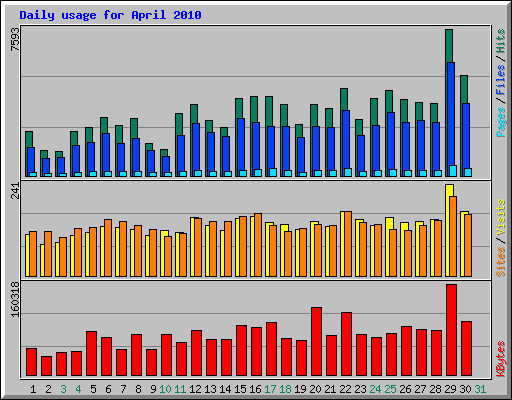 Daily usage for April 2010
7593
Pages / Files / Hits
241
Sites / Visits
160318
KBytes
1 2 3 4 5 6 7 8 9 10 11 12 13 14 15 16 17 18 19 20 21 22 23 24 25 26 27 28 29 30 31